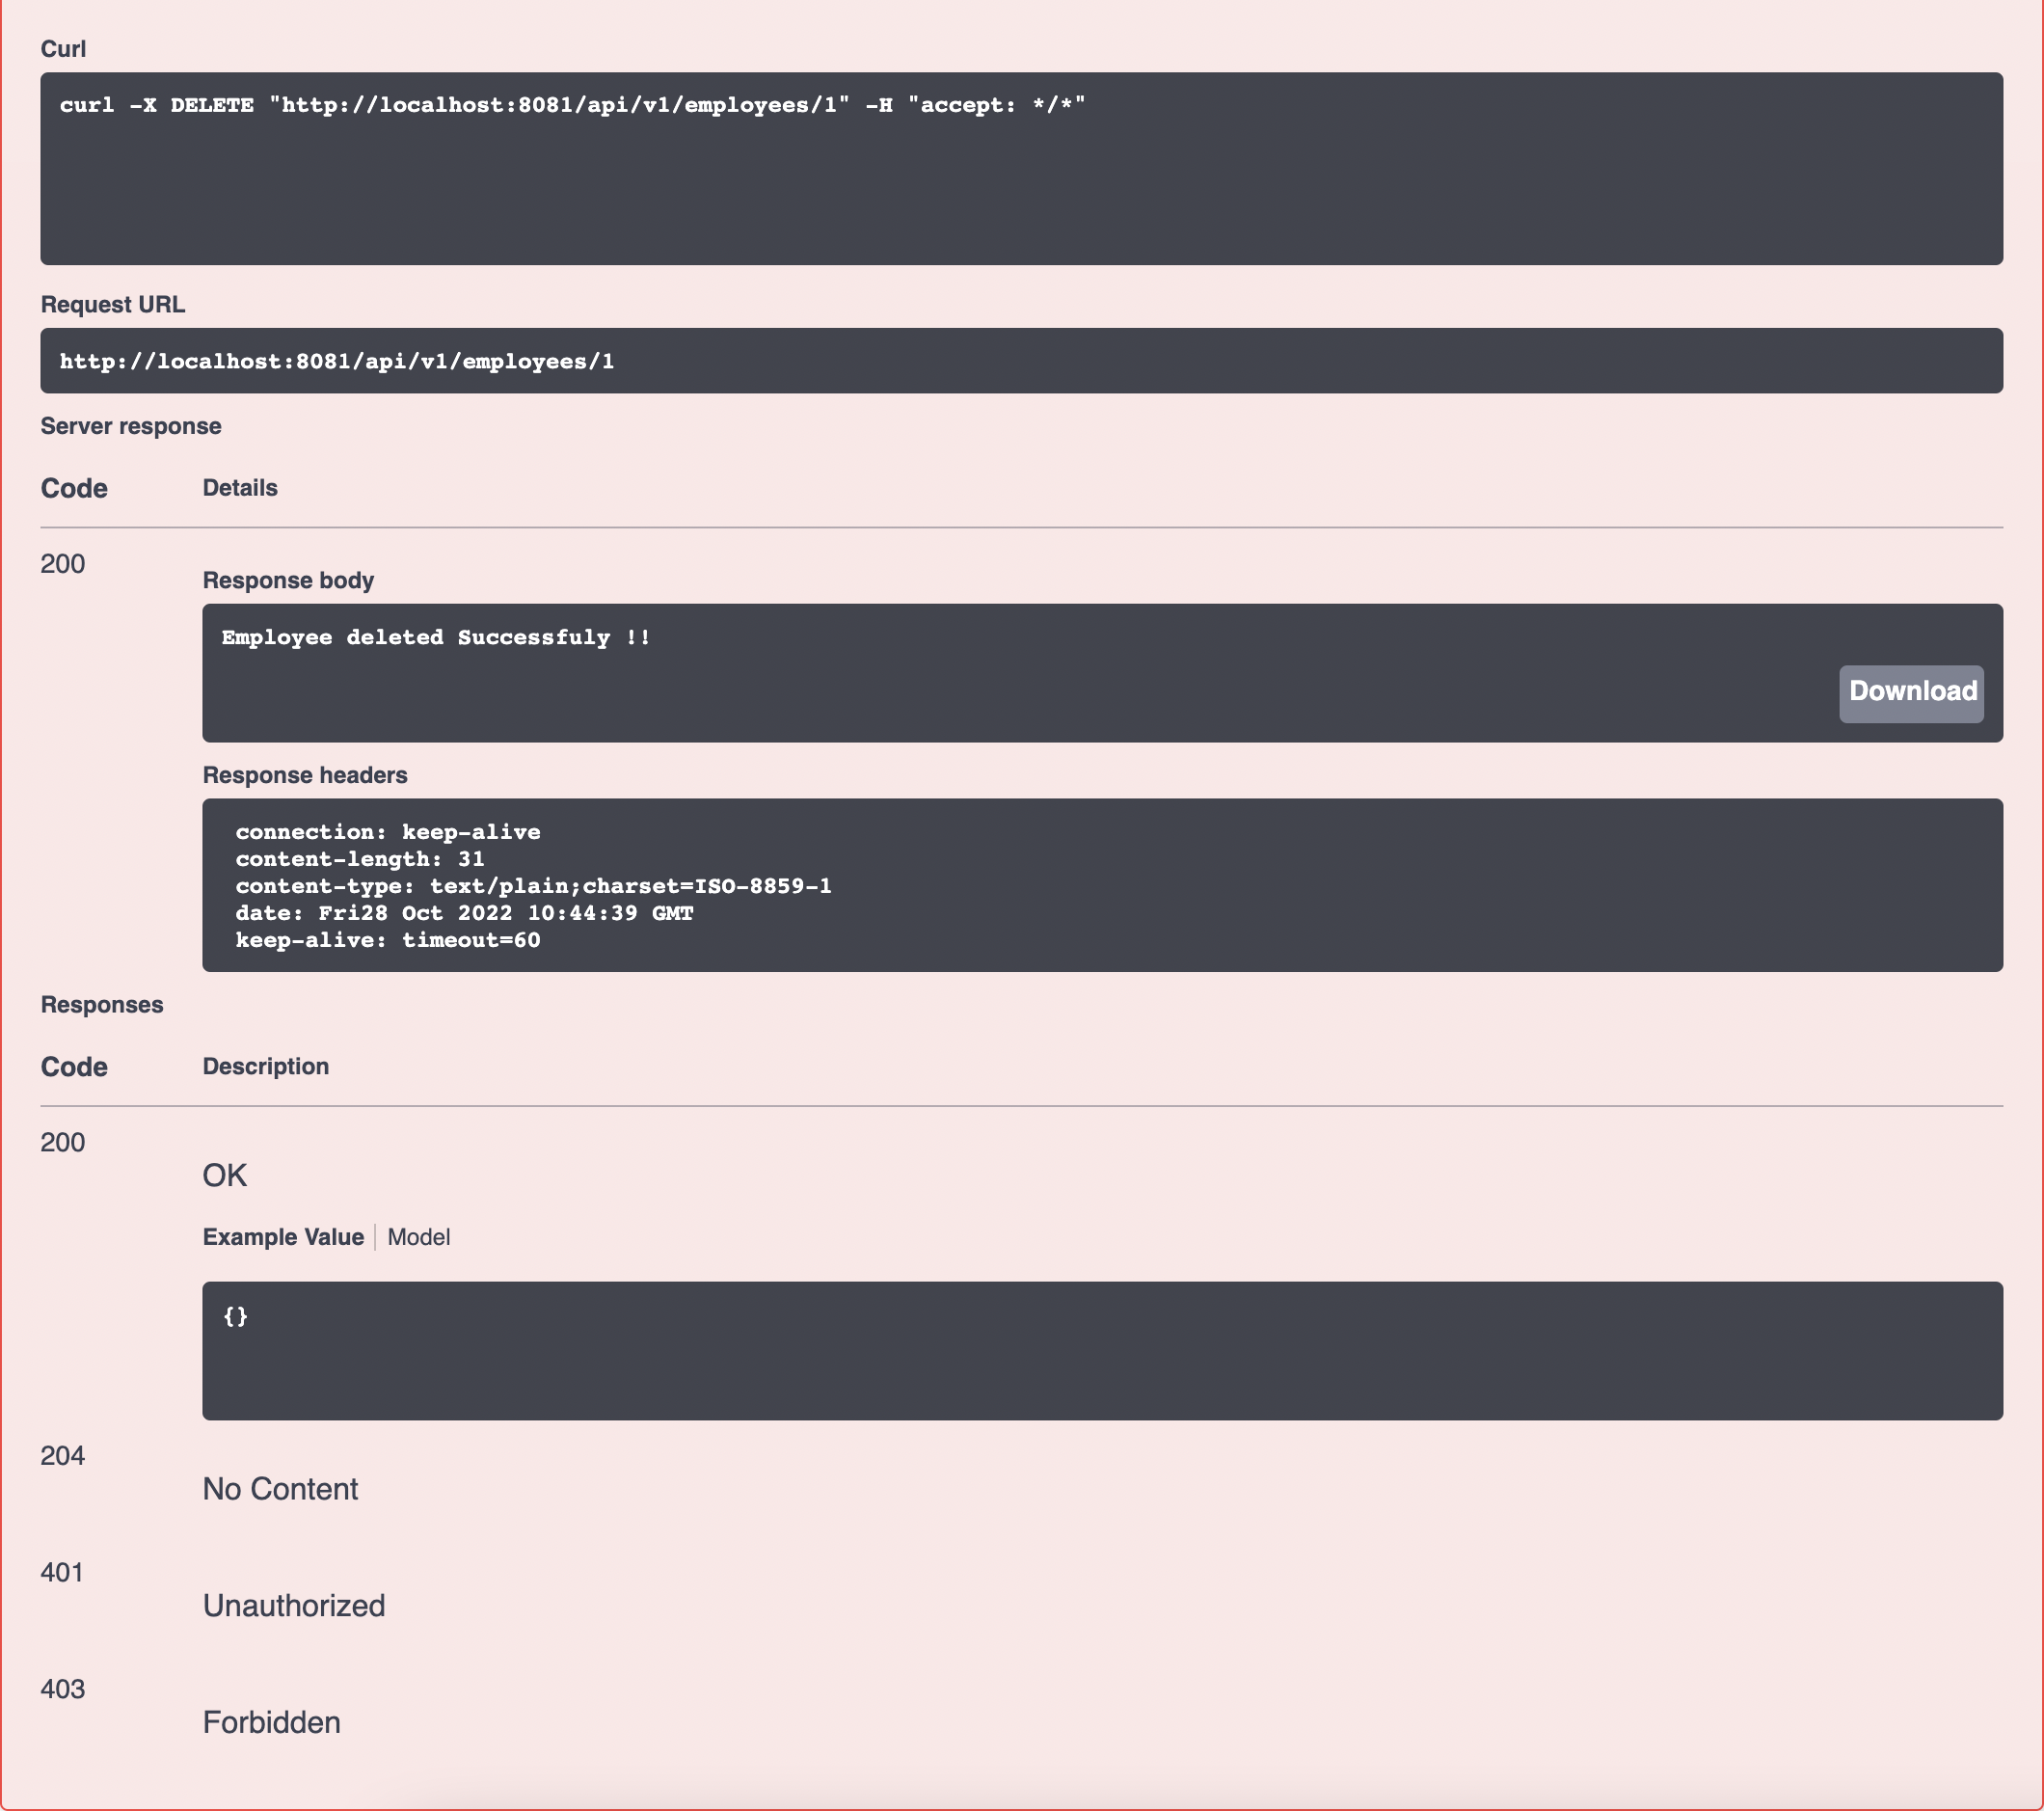 Curl
curl -X DELETE "http://localhost:8081/api/v1/employees/1" -H "accept: */*"
Request URL
http://localhost:8081/api/v1/employees/1
Server response
Code Details
200
Response body
Employee deleted Successfuly !!
Download
Response headers
connection: keep-alive
content-length: 31
content-type: text/plain;charset=ISO-8859-1
date: Fri28 Oct 2022 10:44:39 GMT
keep-alive: timeout=60
Responses
Code Description
200
OK
Example Value Model
{}
204
No Content
401
Unauthorized
403
Forbidden